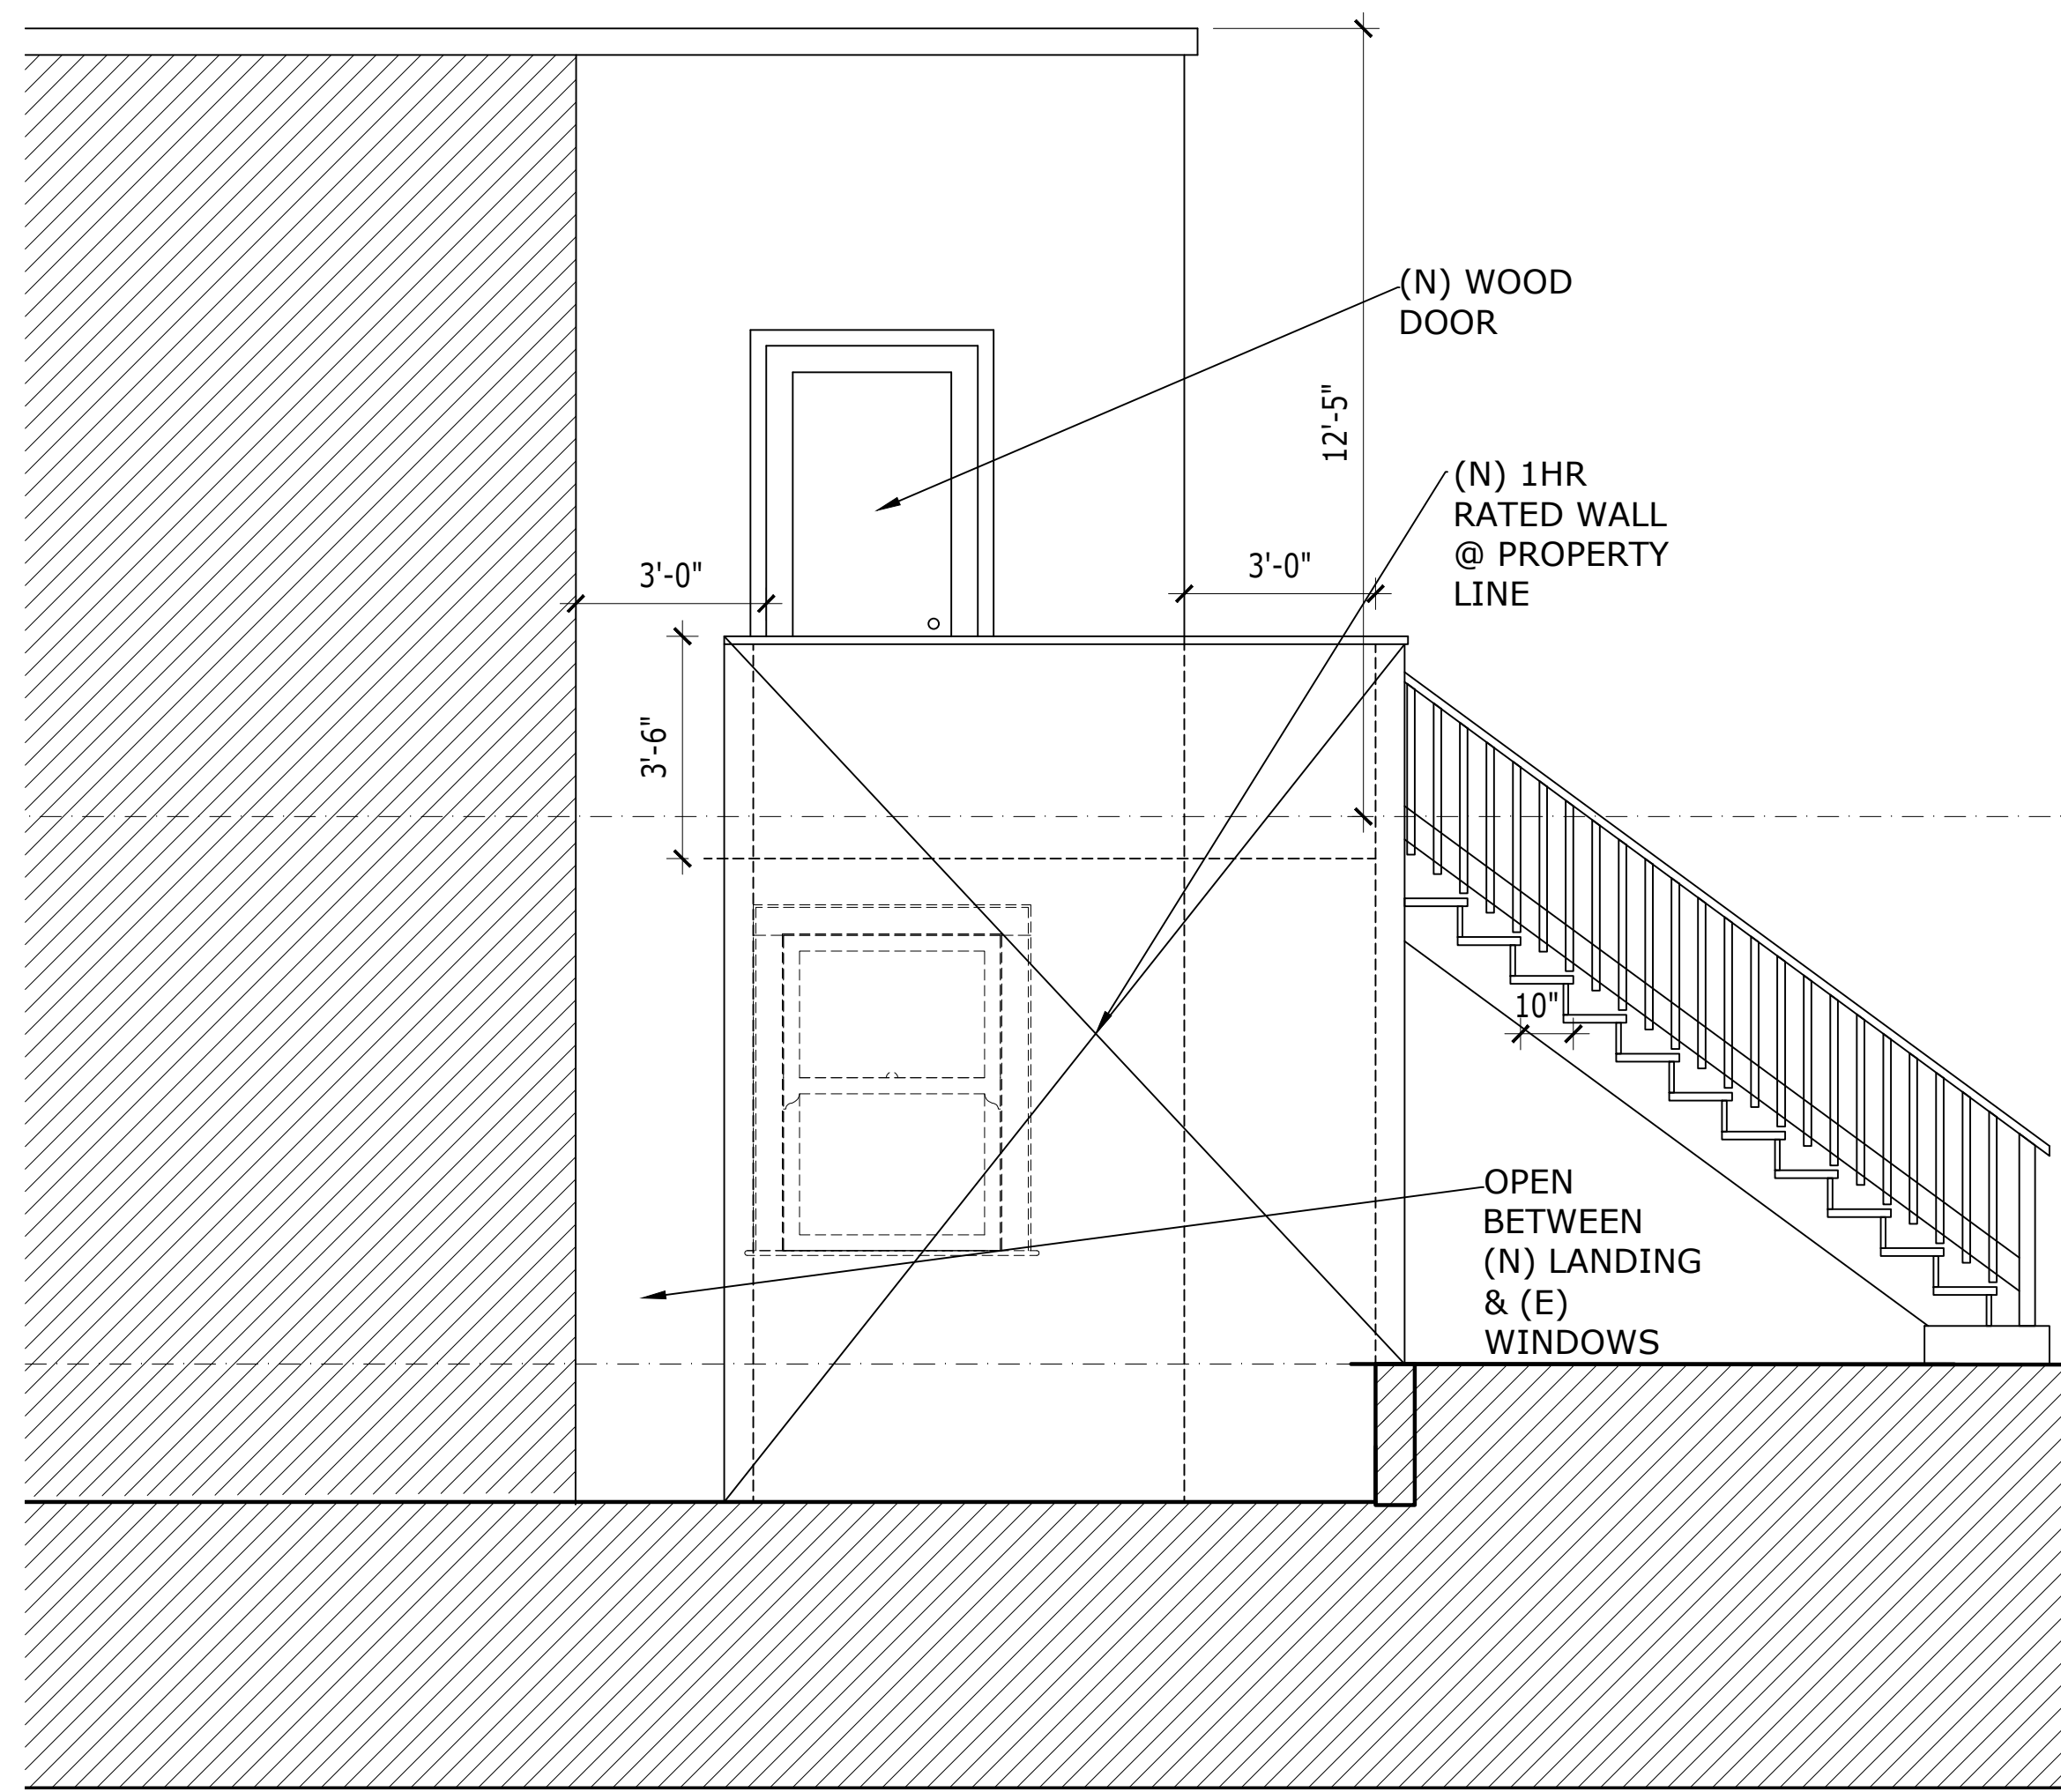 (N) WOOD
DOOR
12'-5"
(N) 1HR
RATED WALL
@ PROPERTY
LINE
3'-0"
3'-0"
3'-6"
10"
OPEN
BETWEEN
(N) LANDING
& (E)
WINDOWS